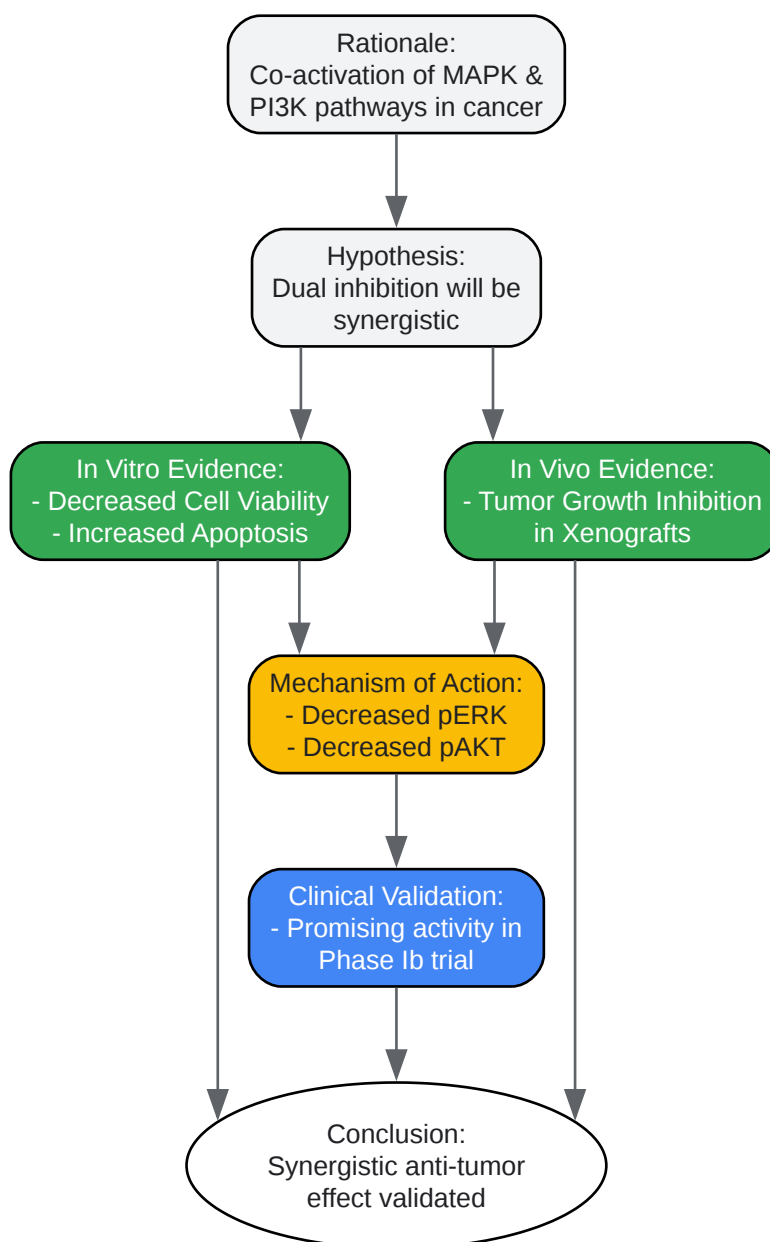 Rationale:
Co-activation of MAPK &
PI3K pathways in cancer
Hypothesis:
Dual inhibition will be
synergistic
In Vitro Evidence:
- Decreased Cell Viability
- Increased Apoptosis
In Vivo Evidence:
- Tumor Growth Inhibition
in Xenografts
Mechanism of Action:
- Decreased pERK
- Decreased pAKT
Clinical Validation:
- Promising activity in
Phase Ib trial
Conclusion:
Synergistic anti-tumor
effect validated